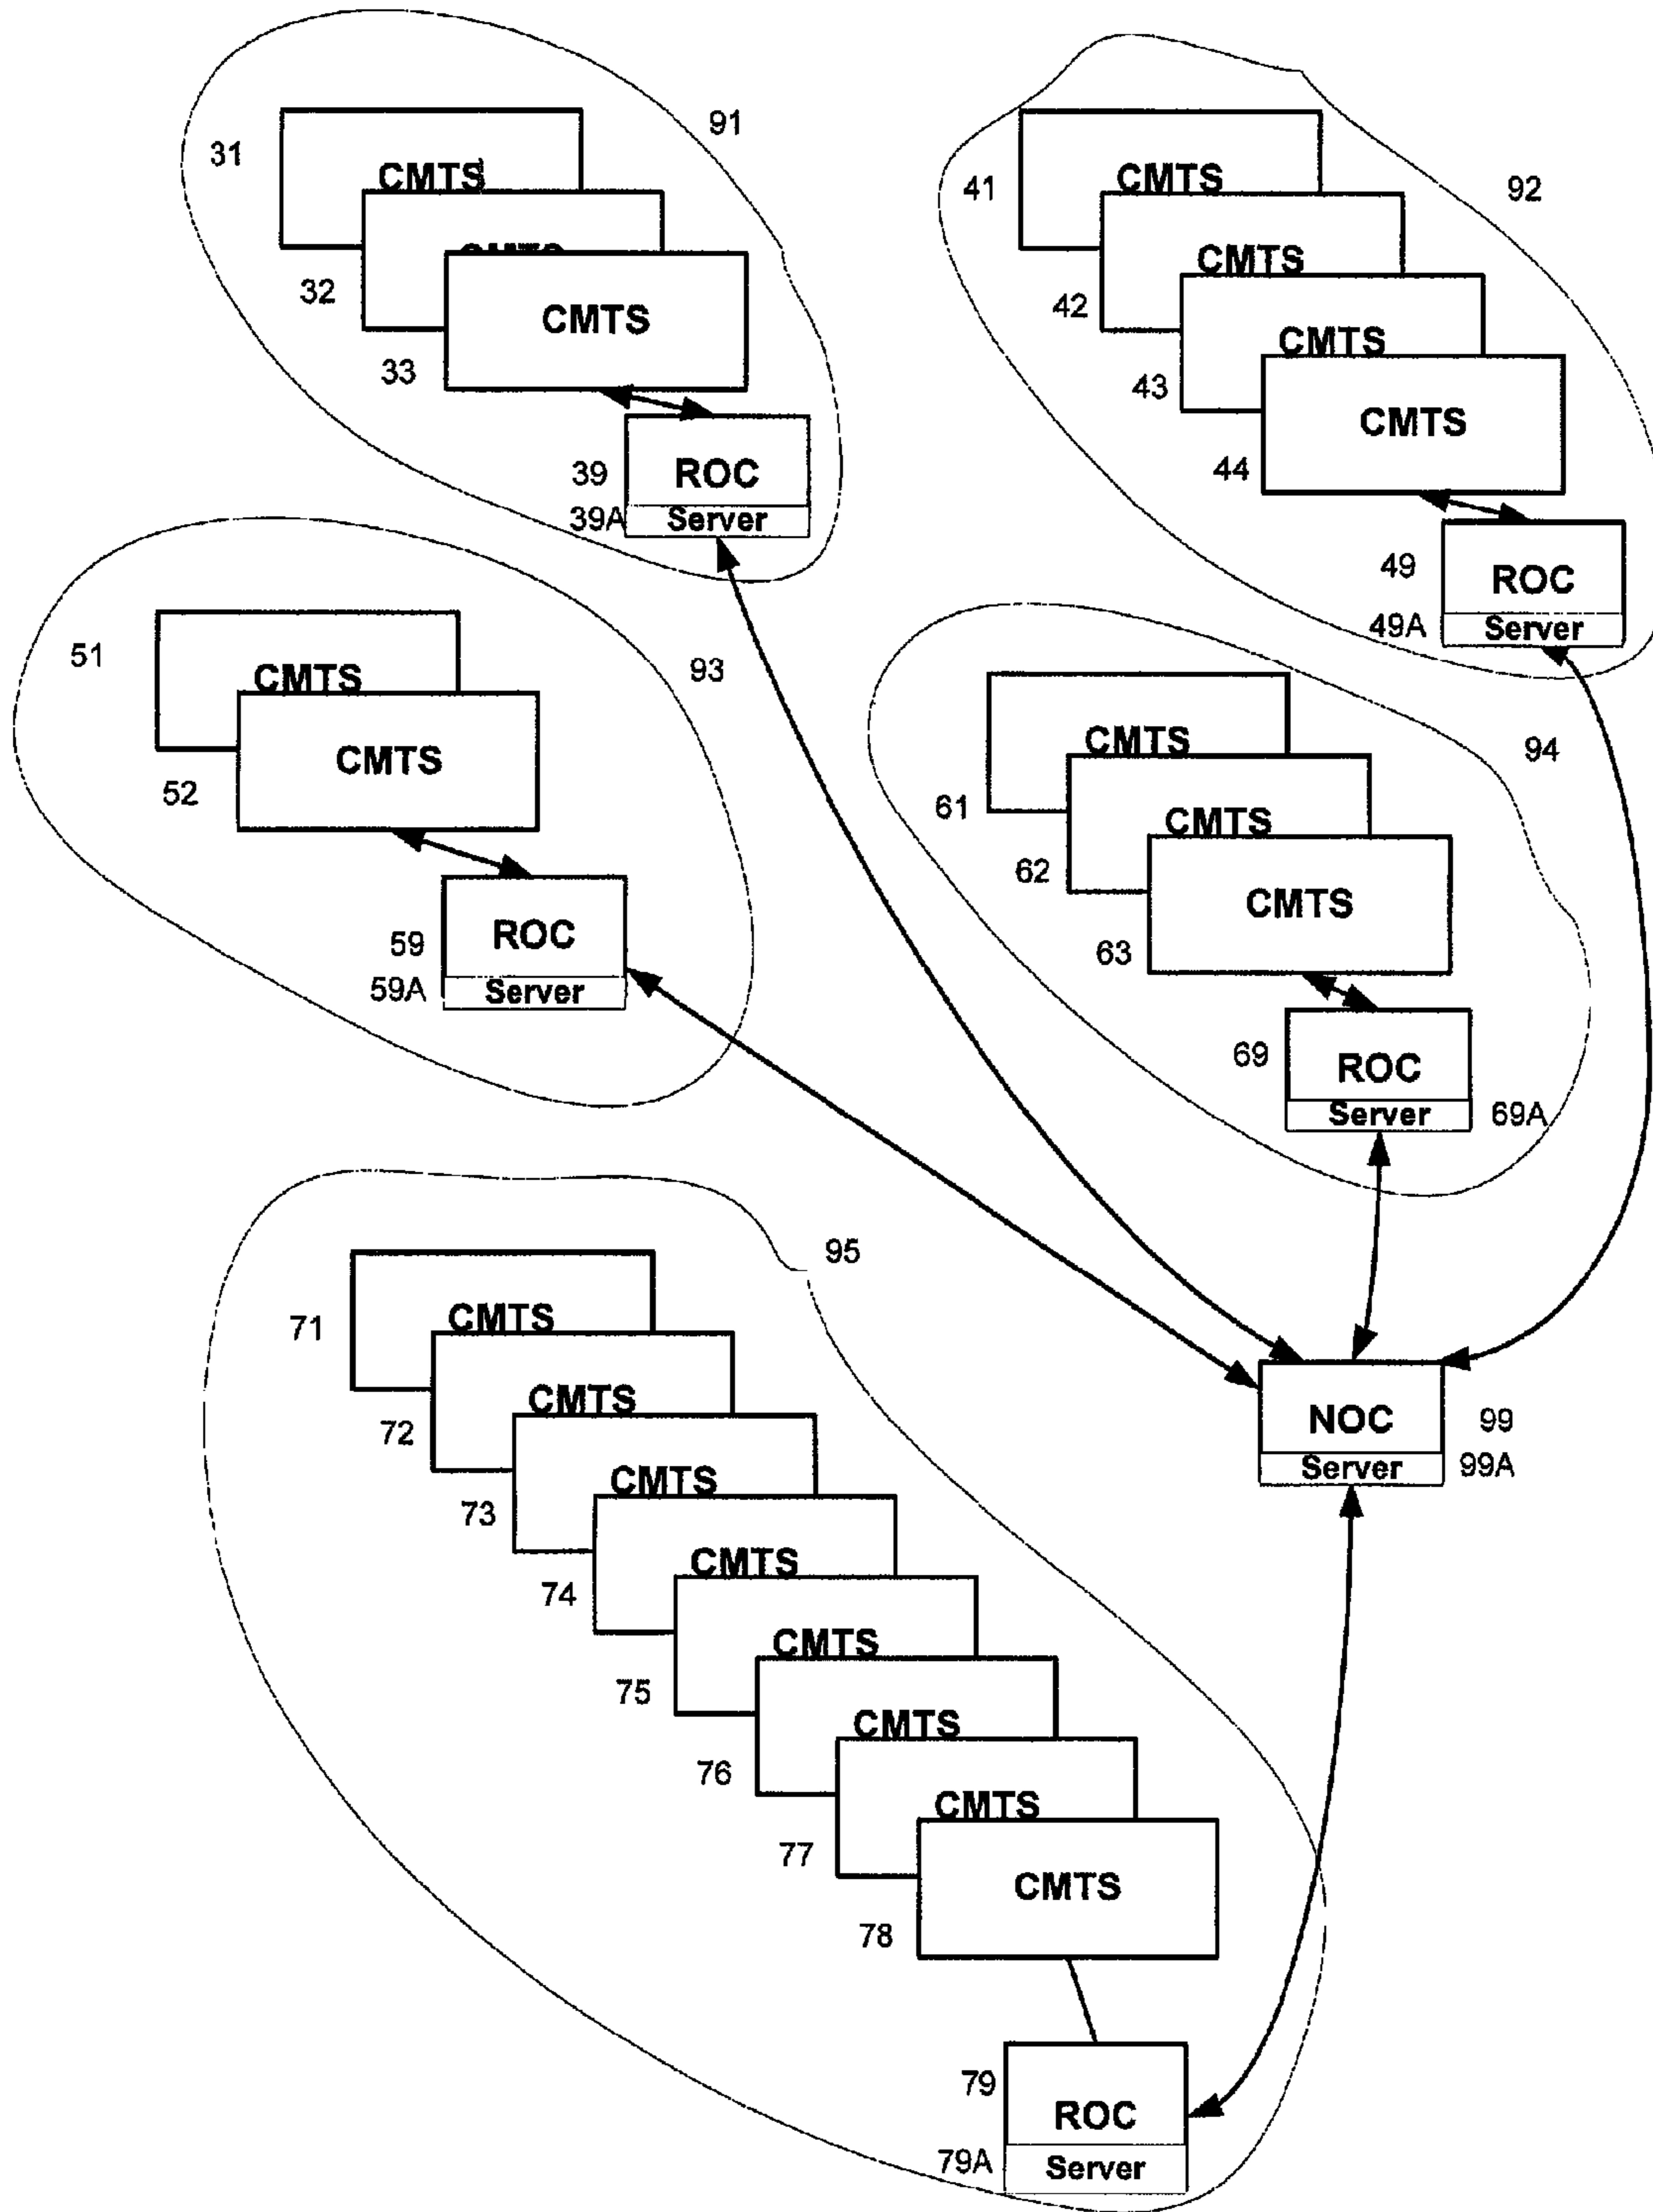 91
31
CMTS
32
CMTS
33
CMTS
39
ROC
39A
Server
92
41
CMTS
42
CMTS
43
CMTS
44
CMTS
49
ROC
49A
Server
93
51
CMTS
52
CMTS
59
ROC
59A
Server
94
61
CMTS
62
CMTS
63
CMTS
69
ROC
Server
69A
95
71
CMTS
72
CMTS
73
CMTS
74
CMTS
75
CMTS
76
CMTS
77
CMTS
78
CMTS
79
ROC
79A
Server
NOC
99
Server
99A